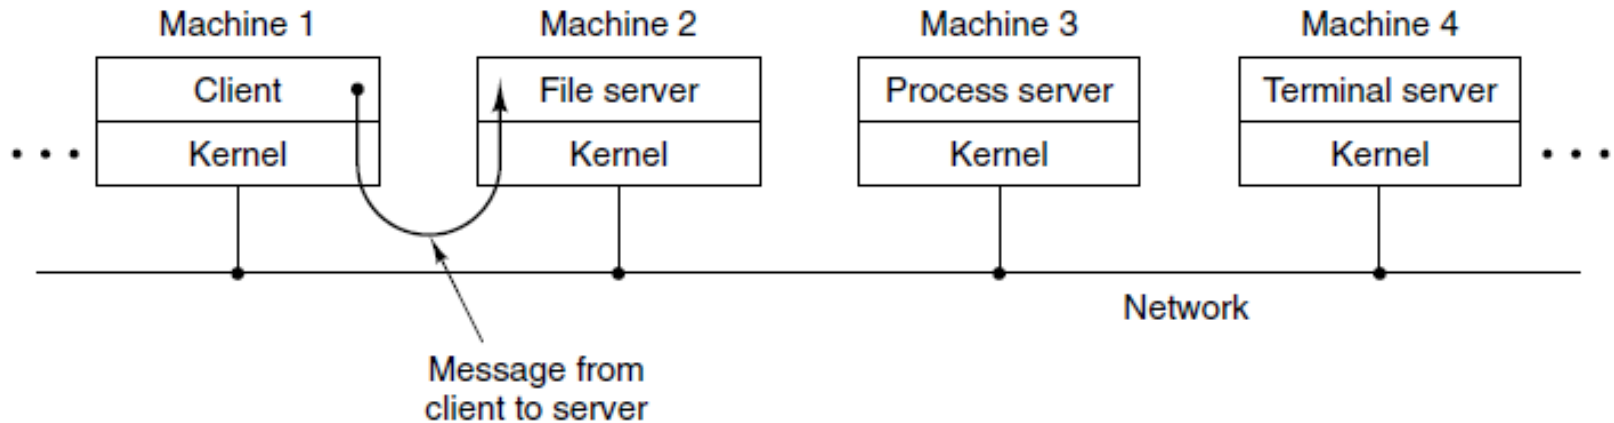 Machine 1
Machine 2
Machine 3
Machine 4
Client
File server
Process server
Terminal server
Kernel
Kernel
Kernel
Kernel
Network
Message from
client to server